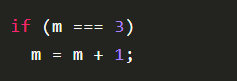 if (m === 3)
  m = m + 1;